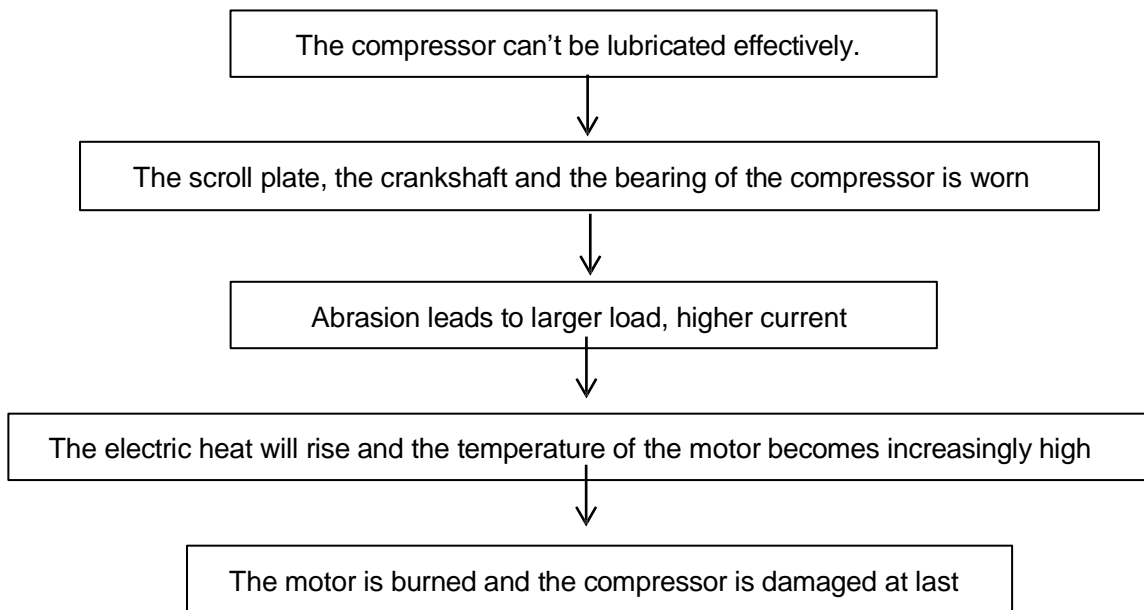 The compressor can’t be lubricated effectively.
The scroll plate, the crankshaft and the bearing of the compressor is worn
Abrasion leads to larger load, higher current
The electric heat will rise and the temperature of the motor becomes increasingly high
The motor is burned and the compressor is damaged at last